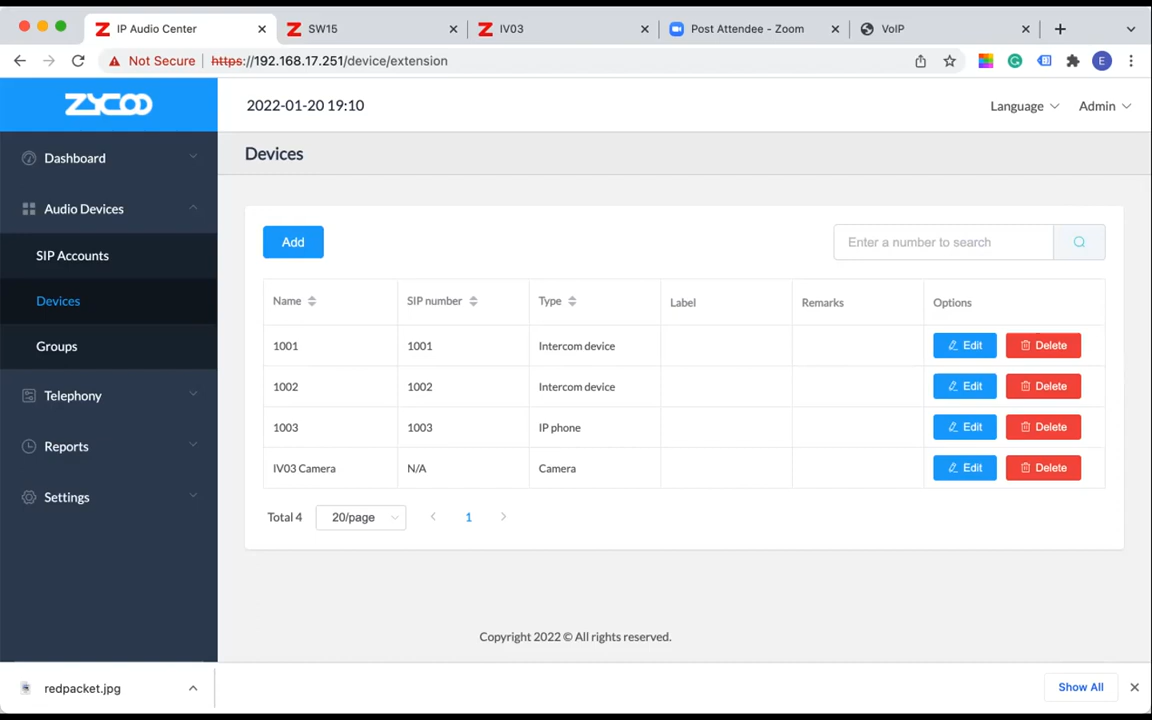 IP Audio Center
SW15
IV03
Post Attendee - Zoom
VoIP
Not Secure https://192.168.17.251/device/extension
E
ZYCOO
2022-01-20 19:10
Language
Admin
Dashboard
Audio Devices
SIP Accounts
Devices
Groups
Telephony
Reports
Settings
Devices
Add
Enter a number to search
Name SIP number Type Label Remarks Options
1001 1001 Intercom device Edit Delete
1002 1002 Intercom device Edit Delete
1003 1003 IP phone Edit Delete
IV03 Camera N/A Camera Edit Delete
Total 4 20/page 1
Copyright 2022 © All rights reserved.
redpacket.jpg
Show All